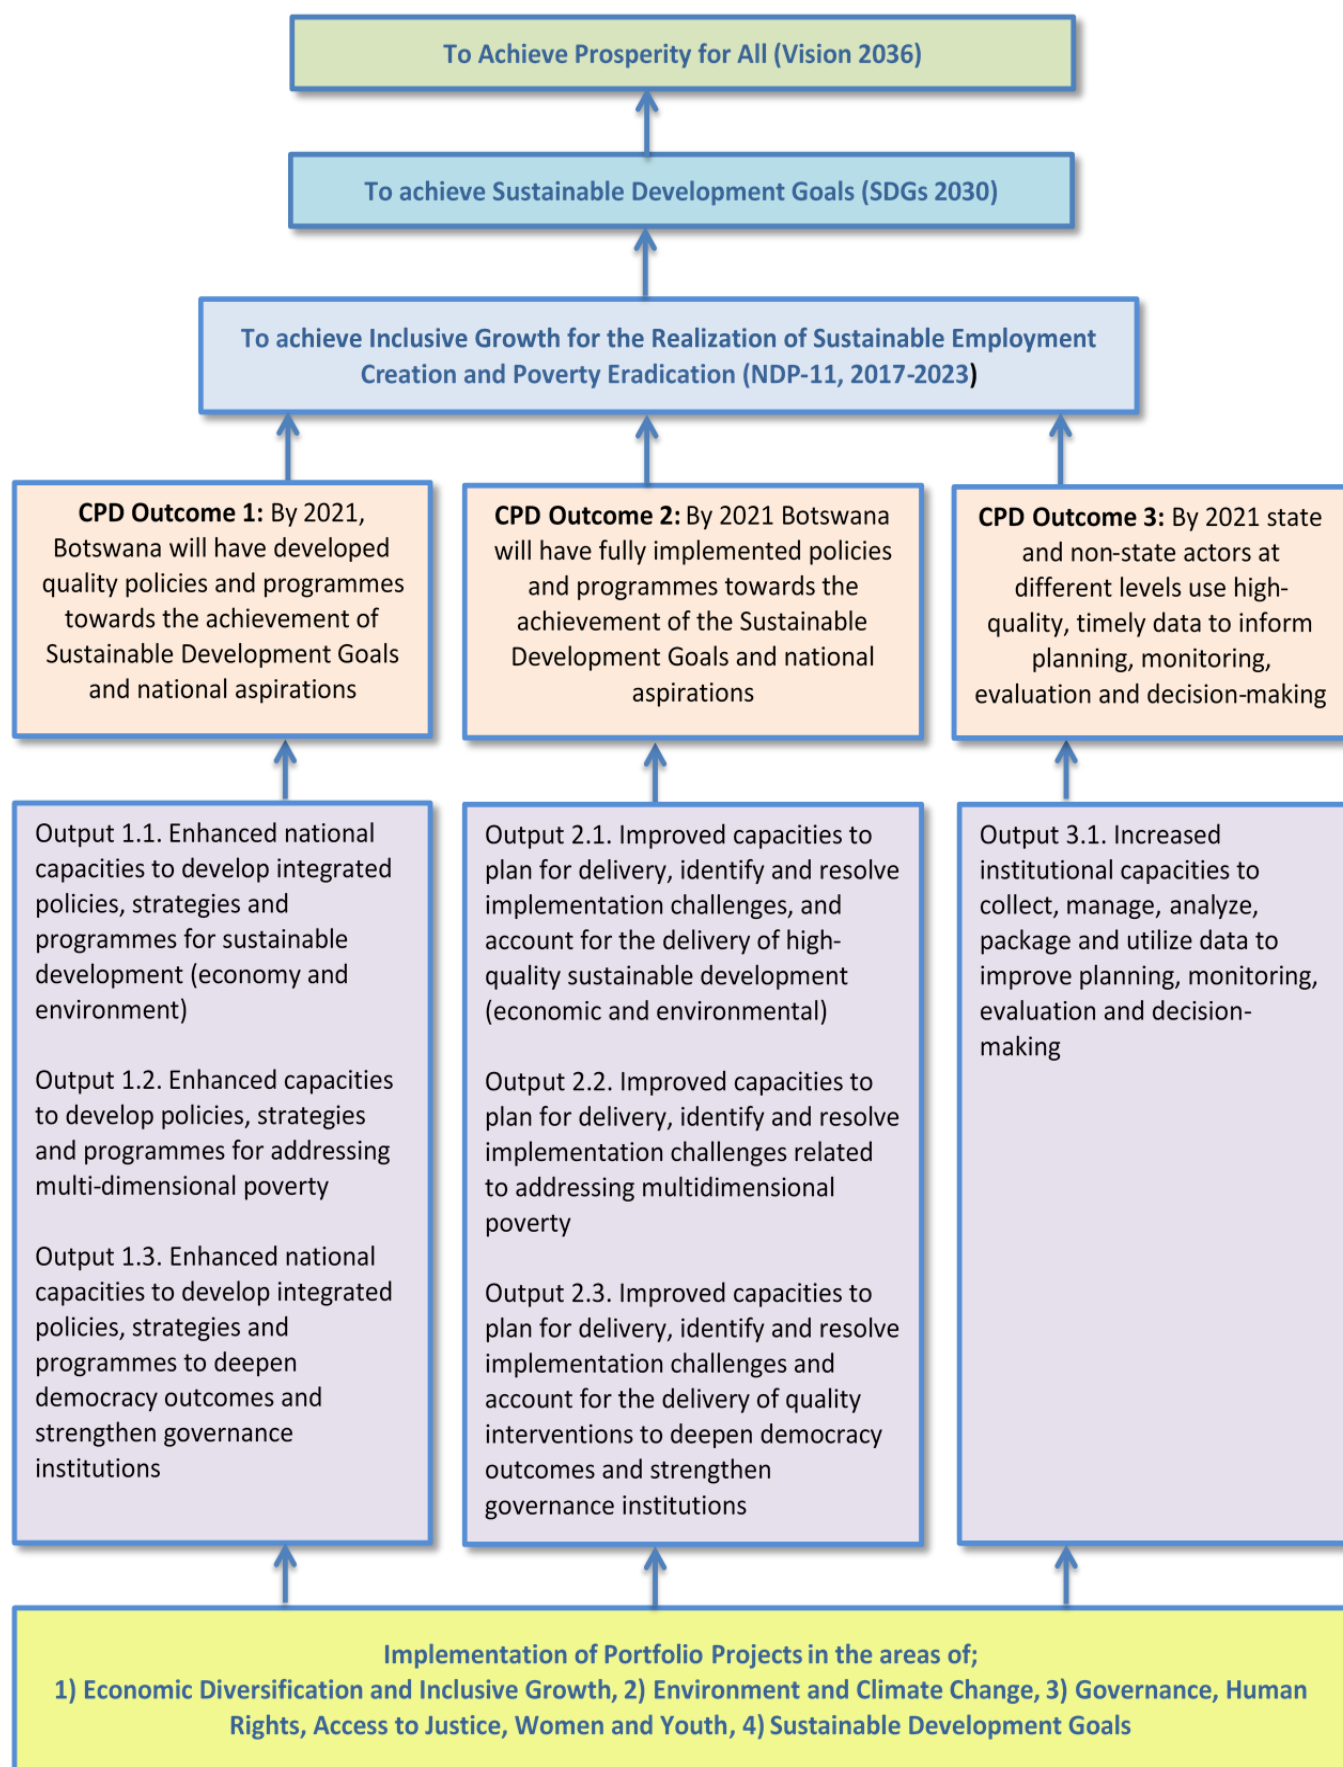 To Achieve Prosperity for All (Vision 2036)
To achieve Sustainable Development Goals (SDGs 2030)
To achieve Inclusive Growth for the Realization of Sustainable Employment
Creation and Poverty Eradication (NDP-11, 2017-2023)
CPD Outcome 1: By 2021,
Botswana will have developed
quality policies and programmes
towards the achievement of
Sustainable Development Goals
and national aspirations
CPD Outcome 2: By 2021 Botswana
will have fully implemented policies
and programmes towards the
achievement of the Sustainable
Development Goals and national
aspirations
CPD Outcome 3: By 2021 state
and non-state actors at
different levels use high-
quality, timely data to inform
planning, monitoring,
evaluation and decision-making
Output 1.1. Enhanced national
capacities to develop integrated
policies, strategies and
programmes for sustainable
development (economy and
environment)
Output 1.2. Enhanced capacities
to develop policies, strategies
and programmes for addressing
multi-dimensional poverty
Output 1.3. Enhanced national
capacities to develop integrated
policies, strategies and
programmes to deepen
democracy outcomes and
strengthen governance
institutions
Output 2.1. Improved capacities to
plan for delivery, identify and resolve
implementation challenges, and
account for the delivery of high-
quality sustainable development
(economic and environmental)
Output 2.2. Improved capacities to
plan for delivery, identify and resolve
implementation challenges related
to addressing multidimensional
poverty
Output 2.3. Improved capacities to
plan for delivery, identify and resolve
implementation challenges and
account for the delivery of quality
interventions to deepen democracy
outcomes and strengthen
governance institutions
Output 3.1. Increased
institutional capacities to
collect, manage, analyze,
package and utilize data to
improve planning, monitoring,
evaluation and decision-
making
Implementation of Portfolio Projects in the areas of;
1) Economic Diversification and Inclusive Growth, 2) Environment and Climate Change, 3) Governance, Human
Rights, Access to Justice, Women and Youth, 4) Sustainable Development Goals